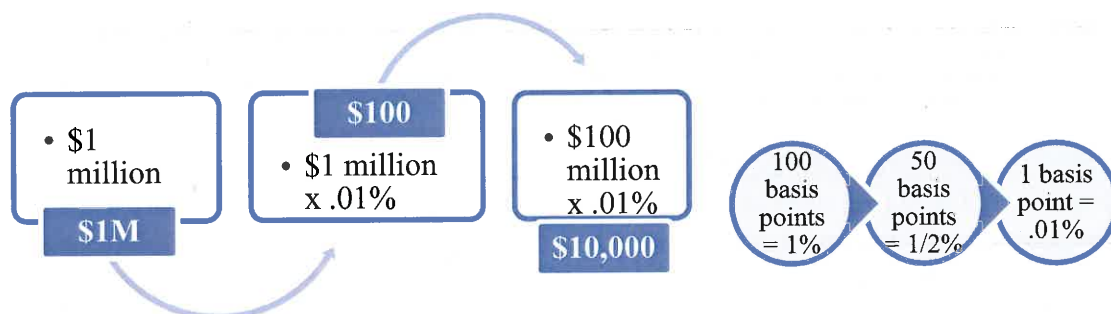 • $1
million
$1M
$100
• $1 million
x .01%
• $100
million
x .01%
$10,000
100
basis
points
= 1%
50
basis
points
= 1/2%
1 basis
point =
.01%